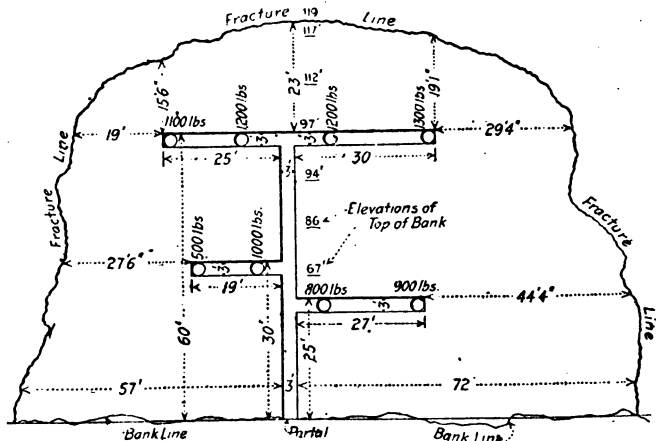 Fracture 119 Line
117'
112'
23'
15'6"
19'1"
1100 lbs
1200 lbs
1200 lbs
1300 lbs
97'
3'
3'
19'
29'4"
25'
30
3'
94'
Line
Fracture
86
Elevations of
Top of Bank
67'
Fracture
Line
27'6"
500 lbs
1000 lbs.
3'
19'
800 lbs
900 lbs.
3'
27'
44'4"
60'
30'
25'
57'
3'
72
Bank Line
Portal
Bank Line